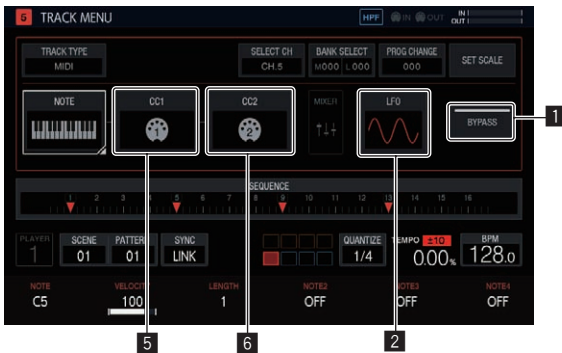 5 TRACK MENU HPF IN OUT IN OUT
TRACK TYPE SELECT CH BANK SELECT PROG CHANGE SET SCALE
MIDI CH.5 M000 L000 000
NOTE CC1 CC2 MIXER LFO BYPASS 1
1 2
SEQUENCE
1 2 3 4 5 6 7 8 9 10 11 12 13 14 15 16
PLAYER SCENE PATTERN SYNC QUANTIZE TEMPO ±10 BPM
1 01 01 LINK 1/4 0.00% 128.0
NOTE VELOCITY LENGTH NOTE2 NOTE3 NOTE4
C5 100 1 OFF OFF OFF
5 6 2